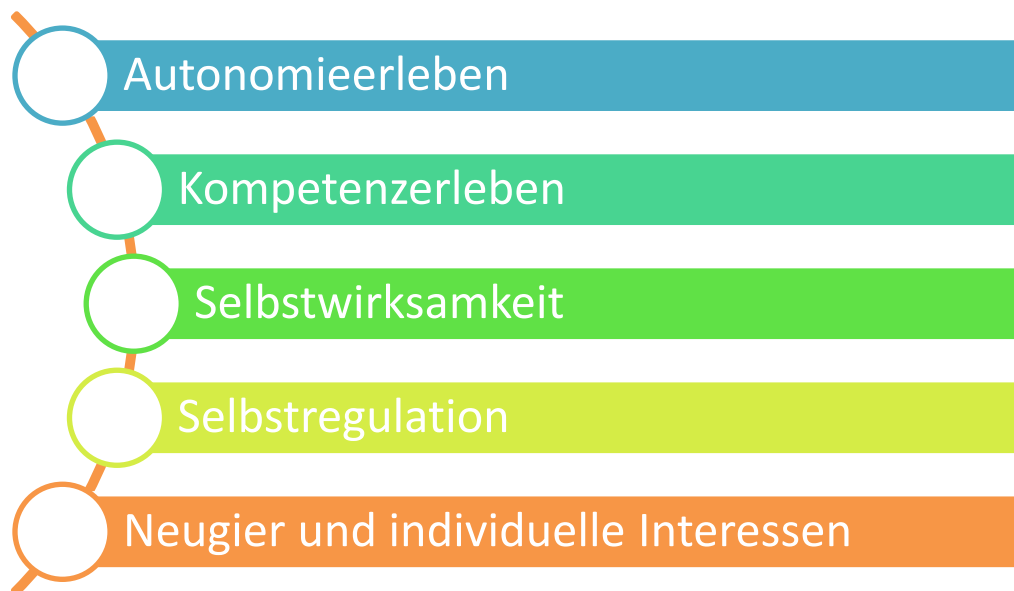 Autonomieerleben
Kompetenzerleben
Selbstwirksamkeit
Selbstregulation
Neugier und individuelle Interessen